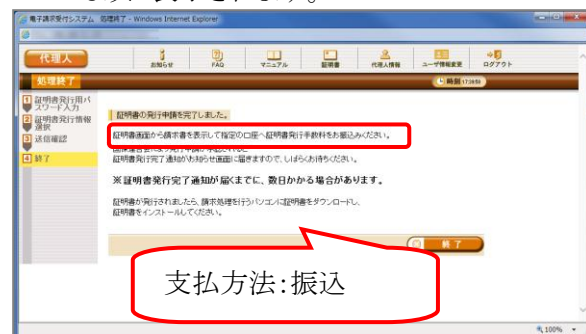 電子請求受付システム 処理終了 - Windows Internet Explorer
代理人
お知らせ
FAQ
マニュアル
証明書
代理人情報
ユーザ情報変更
ログアウト
処理終了
時刻
1 証明書発行用パスワード入力
2 証明書発行情報選択
3 送信確認
4 終了
証明書の発行申請を完了しました。
証明書画面から請求書を表示して指定の口座へ証明書発行手数料をお振込みください。
証明書発行完了通知がお知らせ画面に届きますので、しばらくお待ちください。
※証明書発行完了通知が届くまでに、数日かかる場合があります。
証明書が発行されましたら、請求処理を行うパソコンに証明書をダウンロードし、
証明書をインストールしてください。
終了
支払方法:振込
100%